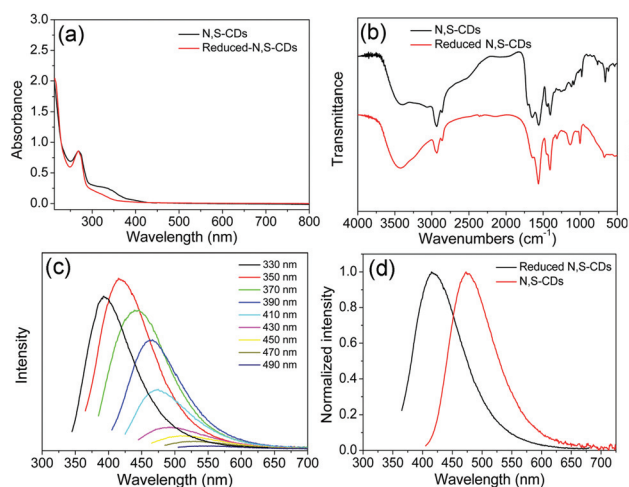 (a)
N,S-CDs
Reduced-N,S-CDs
Absorbance
3.0
2.5
2.0
1.5
1.0
0.5
0.0
300 400 500 600 700 800
Wavelength (nm)
(b)
N,S-CDs
Reduced N,S-CDs
Transmittance
4000 3500 3000 2500 2000 1500 1000 500
Wavenumbers (cm-1)
(c)
330 nm
350 nm
370 nm
390 nm
410 nm
430 nm
450 nm
470 nm
490 nm
Intensity
300 350 400 450 500 550 600 650 700
Wavelength (nm)
(d)
Reduced N,S-CDs
N,S-CDs
Normalized intensity
1.0
0.8
0.6
0.4
0.2
0.0
300 350 400 450 500 550 600 650 700
Wavelength (nm)